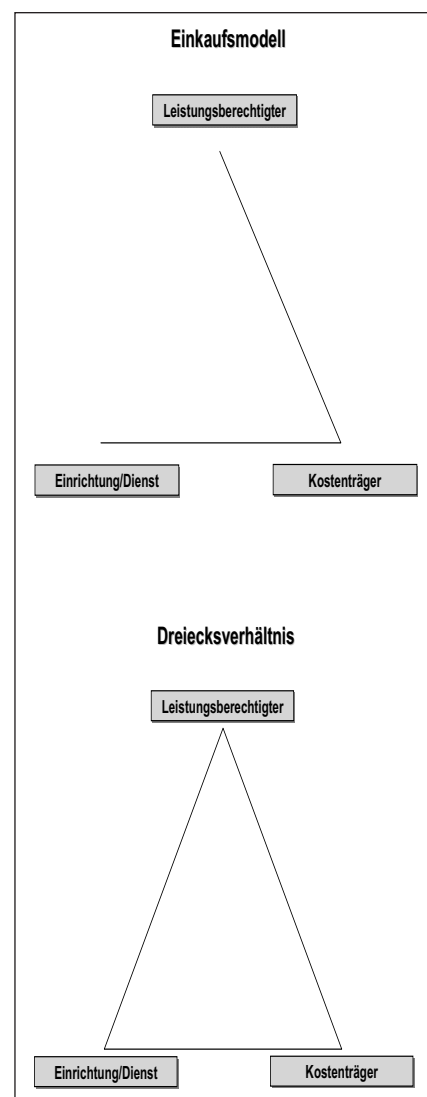 Einkaufsmodell
Leistungsberechtigter
Einrichtung/Dienst
Kostenträger
Dreiecksverhältnis
Leistungsberechtigter
Einrichtung/Dienst
Kostenträger